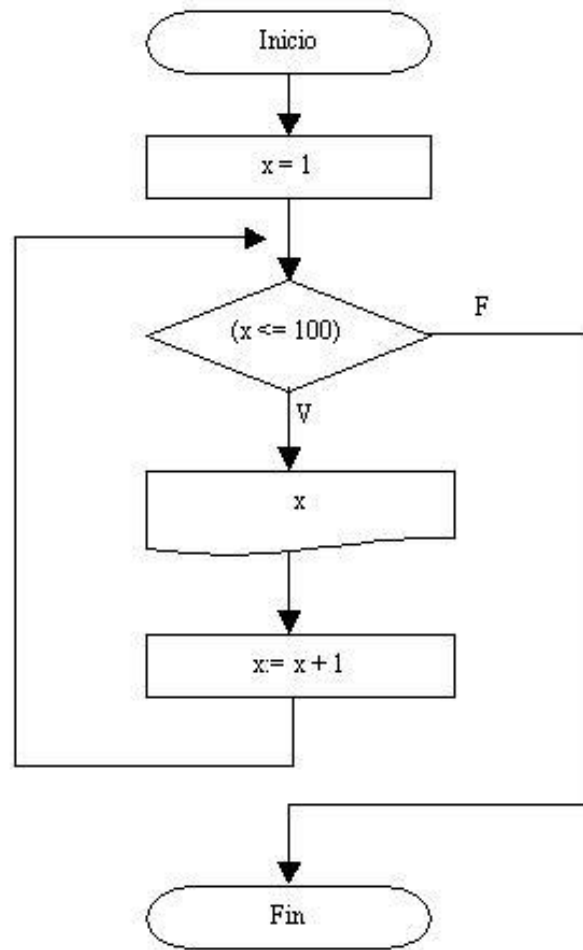 Inicio
x = 1
(x <= 100)
F
V
x
x:= x + 1
Fin